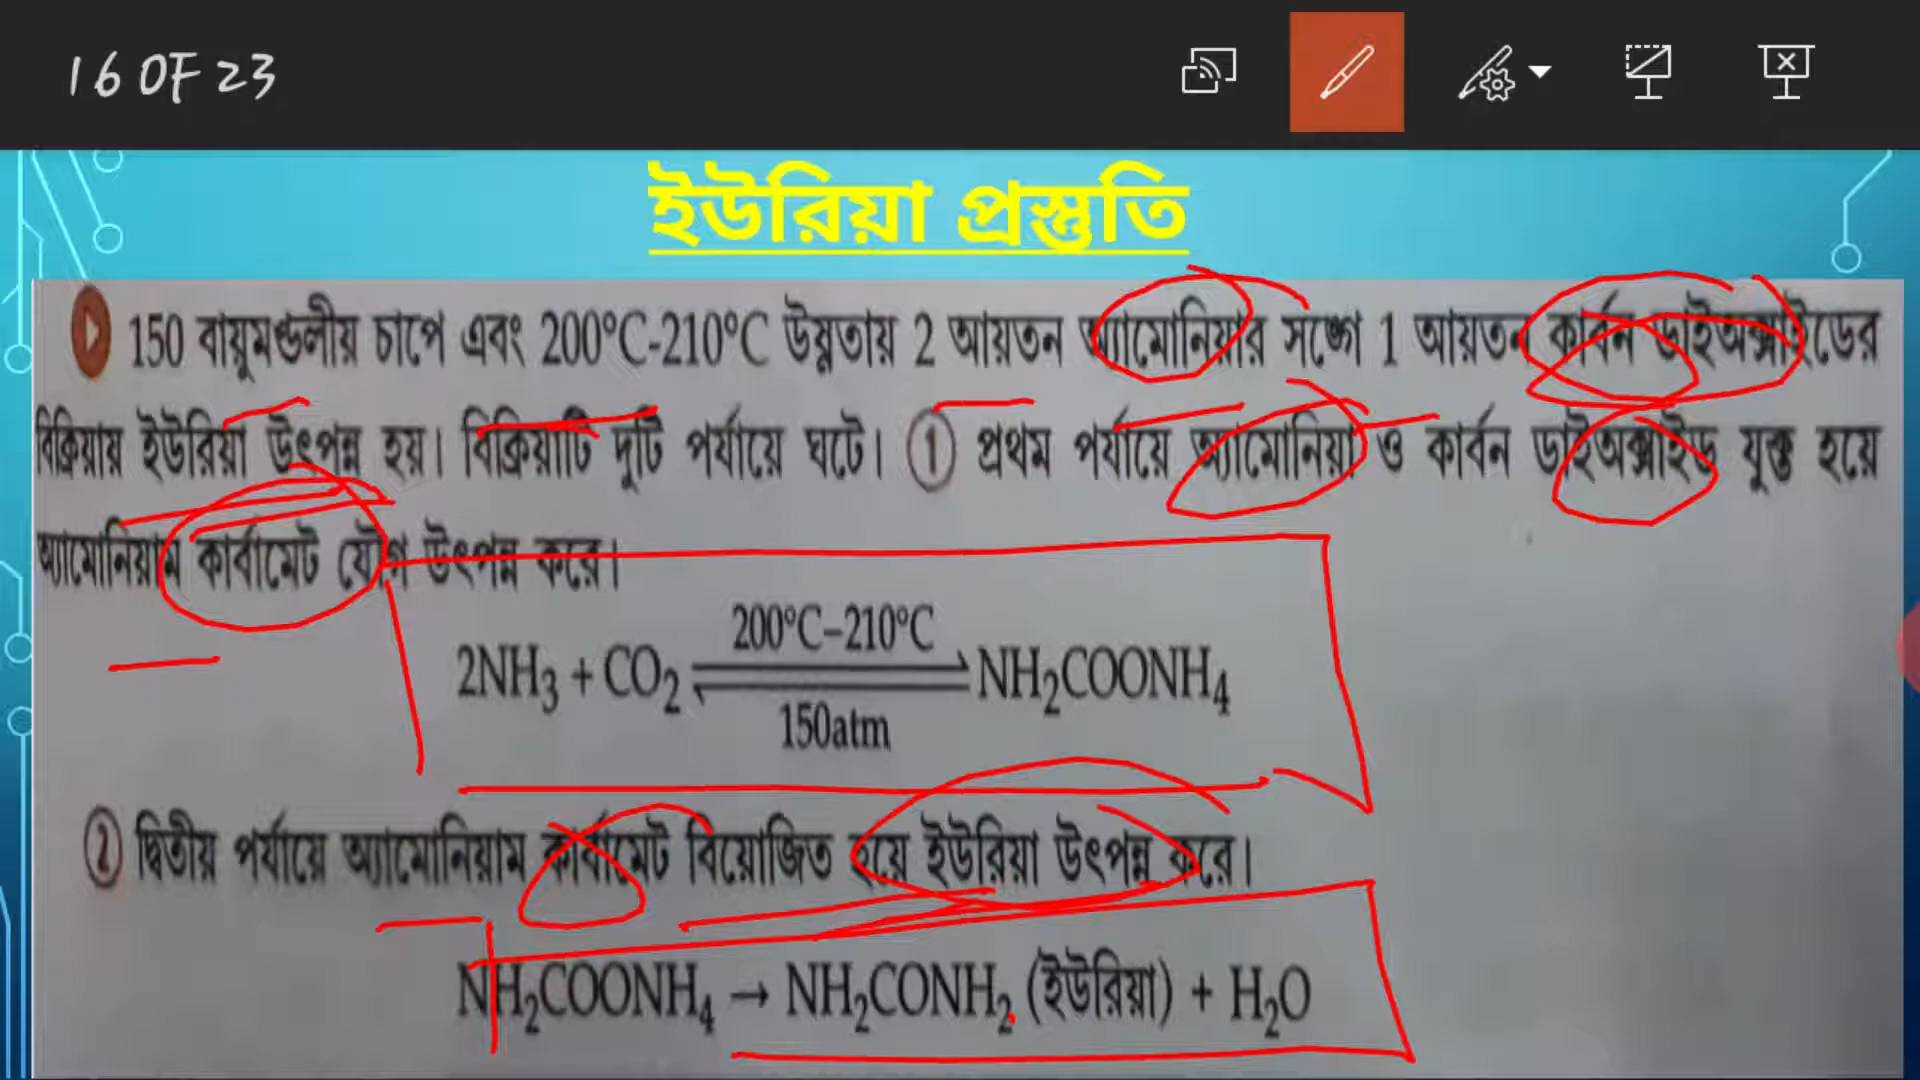 16 OF 23
ইউরিয়া প্রস্তুতি
150 বায়ুমণ্ডলীয় চাপে এবং 200°C-210°C উষ্ণতায় 2 আয়তন অ্যামোনিয়ার সঙ্গে 1 আয়তন কার্বন ডাইঅক্সাইডের
বিক্রিয়ায় ইউরিয়া উৎপন্ন হয়। বিক্রিয়াটি দুটি পর্যায়ে ঘটে। ① প্রথম পর্যায়ে অ্যামোনিয়া ও কার্বন ডাইঅক্সাইড যুক্ত হয়ে
অ্যামোনিয়াম কার্বামেট যৌগ উৎপন্ন করে।
200°C–210°C
2NH₃ + CO₂ ⇌ NH₂COONH₄
150atm
② দ্বিতীয় পর্যায়ে অ্যামোনিয়াম কার্বামেট বিয়োজিত হয়ে ইউরিয়া উৎপন্ন করে।
NH₂COONH₄ → NH₂CONH₂ (ইউরিয়া) + H₂O